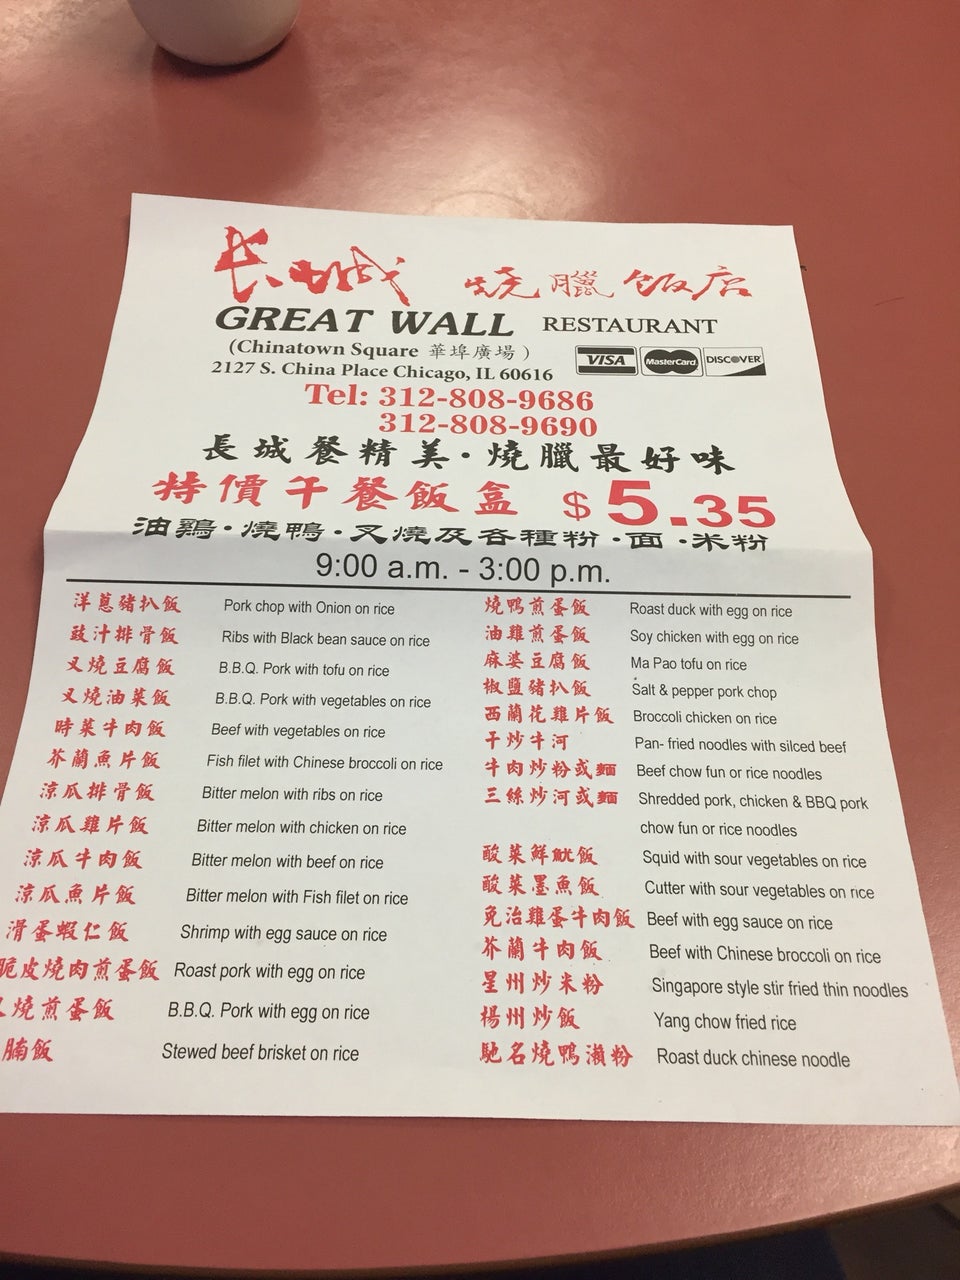 长城 燒臘飯店
GREAT WALL RESTAURANT
(Chinatown Square 華埠廣場)
VISA MasterCard DISCOVER
2127 S. China Place Chicago, IL 60616
Tel: 312-808-9686
312-808-9690
長城餐精美·燒臘最好味
特價午餐飯盒 $5.35
油鷄·燒鴨·叉燒及各種粉·面·米粉
9:00 a.m. - 3:00 p.m.
洋蔥豬扒飯 Pork chop with Onion on rice
豉汁排骨飯 Ribs with Black bean sauce on rice
叉燒豆腐飯 B.B.Q. Pork with tofu on rice
叉燒油菜飯 B.B.Q. Pork with vegetables on rice
時菜牛肉飯 Beef with vegetables on rice
芥蘭魚片飯 Fish filet with Chinese broccoli on rice
涼瓜排骨飯 Bitter melon with ribs on rice
涼瓜雞片飯 Bitter melon with chicken on rice
涼瓜牛肉飯 Bitter melon with beef on rice
涼瓜魚片飯 Bitter melon with Fish filet on rice
滑蛋蝦仁飯 Shrimp with egg sauce on rice
脆皮燒肉煎蛋飯 Roast pork with egg on rice
燒煎蛋飯 B.B.Q. Pork with egg on rice
腩飯 Stewed beef brisket on rice
燒鴨煎蛋飯 Roast duck with egg on rice
油雞煎蛋飯 Soy chicken with egg on rice
麻婆豆腐飯 Ma Pao tofu on rice
椒鹽豬扒飯 Salt & pepper pork chop
西蘭花雞片飯 Broccoli chicken on rice
干炒牛河 Pan- fried noodles with silced beef
牛肉炒粉或麵 Beef chow fun or rice noodles
三絲炒河或麵 Shredded pork, chicken & BBQ pork
chow fun or rice noodles
酸菜鮮魷飯 Squid with sour vegetables on rice
酸菜墨魚飯 Cutter with sour vegetables on rice
免治雞蛋牛肉飯 Beef with egg sauce on rice
芥蘭牛肉飯 Beef with Chinese broccoli on rice
星州炒米粉 Singapore style stir fried thin noodles
楊州炒飯 Yang chow fried rice
馳名燒鴨瀨粉 Roast duck chinese noodle